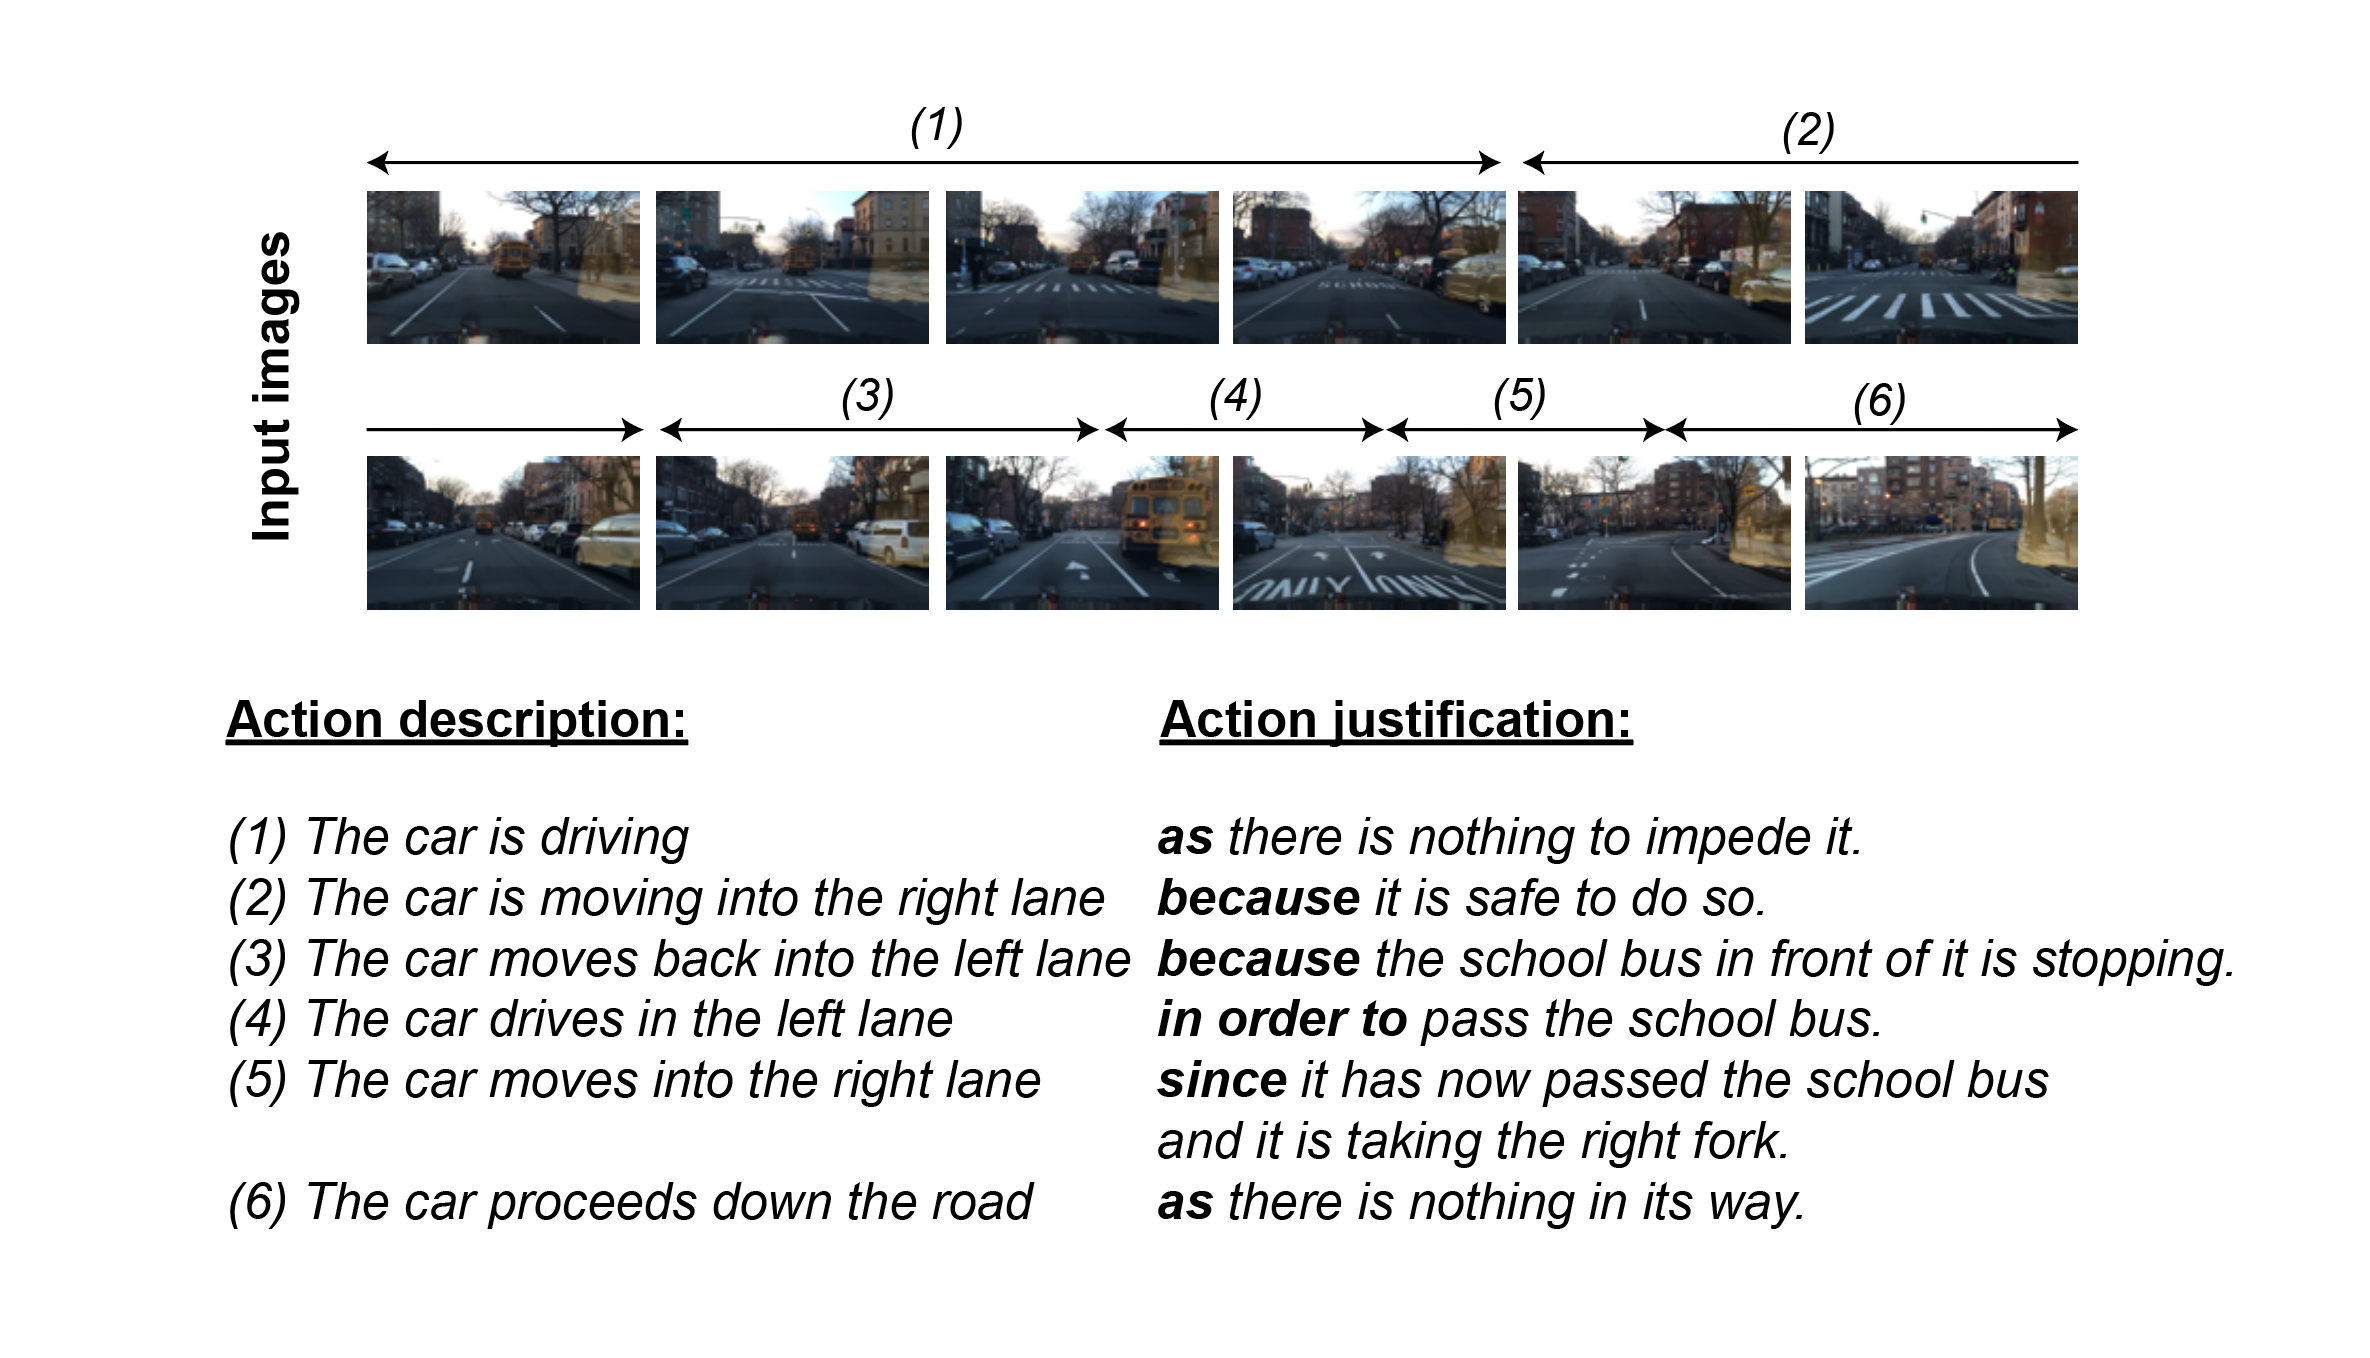 (1) (2)
Input images
(3) (4) (5) (6)
SCHOOL
ONLY ONLY
Action description:
Action justification:
(1) The car is driving as there is nothing to impede it.
(2) The car is moving into the right lane because it is safe to do so.
(3) The car moves back into the left lane because the school bus in front of it is stopping.
(4) The car drives in the left lane in order to pass the school bus.
(5) The car moves into the right lane since it has now passed the school bus
and it is taking the right fork.
(6) The car proceeds down the road as there is nothing in its way.